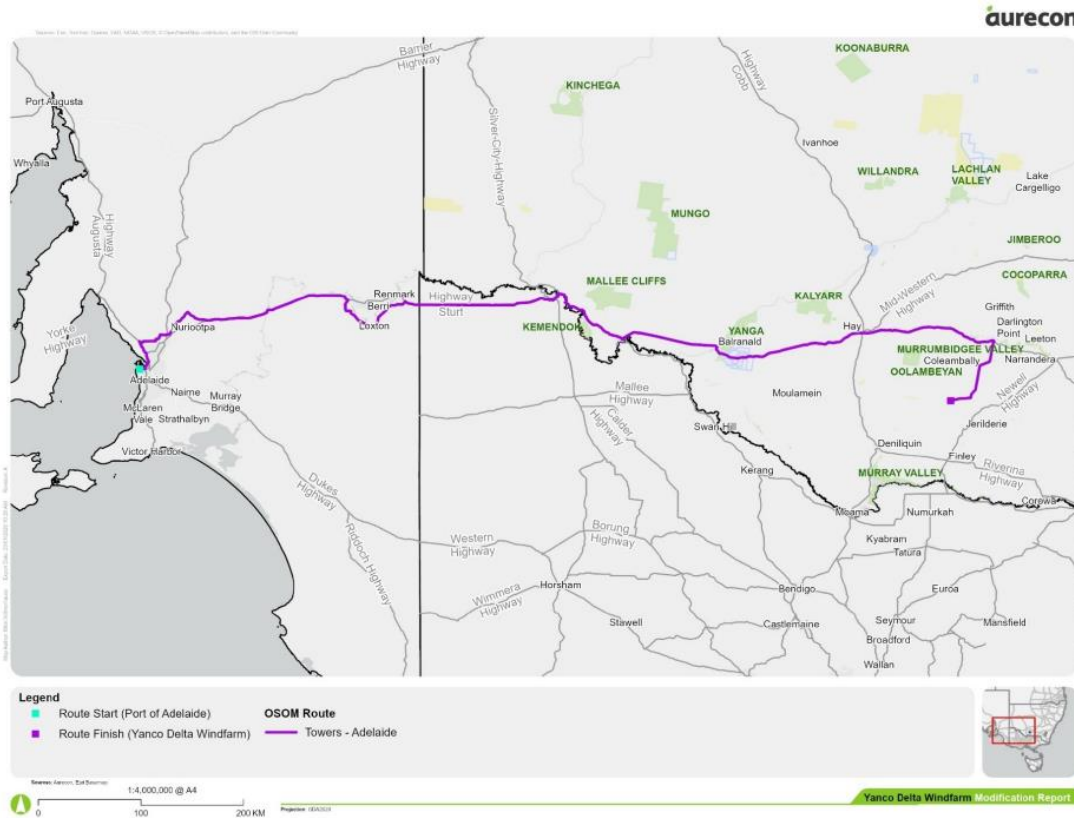 aurecon
Barrier
Highway
KOONABURRA
Highway
Cobb
KINCHEGA
Port Augusta
Silver-City-Highway
Ivanhoe
Whyalla
WILLANDRA
LACHLAN
VALLEY
Lake
Cargelligo
Highway
Augusta
MUNGO
JIMBEROO
MALLEE CLIFFS
COCOPARRA
Renmark
Highway
KALYARR
Mid-Western
Highway
Berri
Sturt
Griffith
Yorke
Highway
Nuriootpa
Loxton
KEMENDOK
YANGA
Hay
Darlington
Point
Balranald
MURRUMBIDGEE VALLEY
Leeton
Coleambally
Narrandera
OOLAMBEYAN
Adelaide
Nairne
Murray
Bridge
Mallee
Highway
Moulamein
Newell
Highway
McLaren
Vale
Strathalbyn
Calder
Highway
Swan Hill
Jerilderie
Victor Harbor
Deniliquin
Finley
Kerang
MURRAY VALLEY
Riverina
Highway
Dukes
Highway
Moama
Numurkah
Corowa
Riddoch Highway
Western
Highway
Borung
Highway
Kyabram
Tatura
Wimmera
Highway
Horsham
Bendigo
Euroa
Stawell
Castlemaine
Seymour
Mansfield
Broadford
Wallan
Legend
Route Start (Port of Adelaide)
OSOM Route
Route Finish (Yanco Delta Windfarm)
Towers - Adelaide
Source: Aurecon, Esri Basemap
1:4,000,000 @ A4
0 100 200 KM
Yanco Delta Windfarm Modification Report